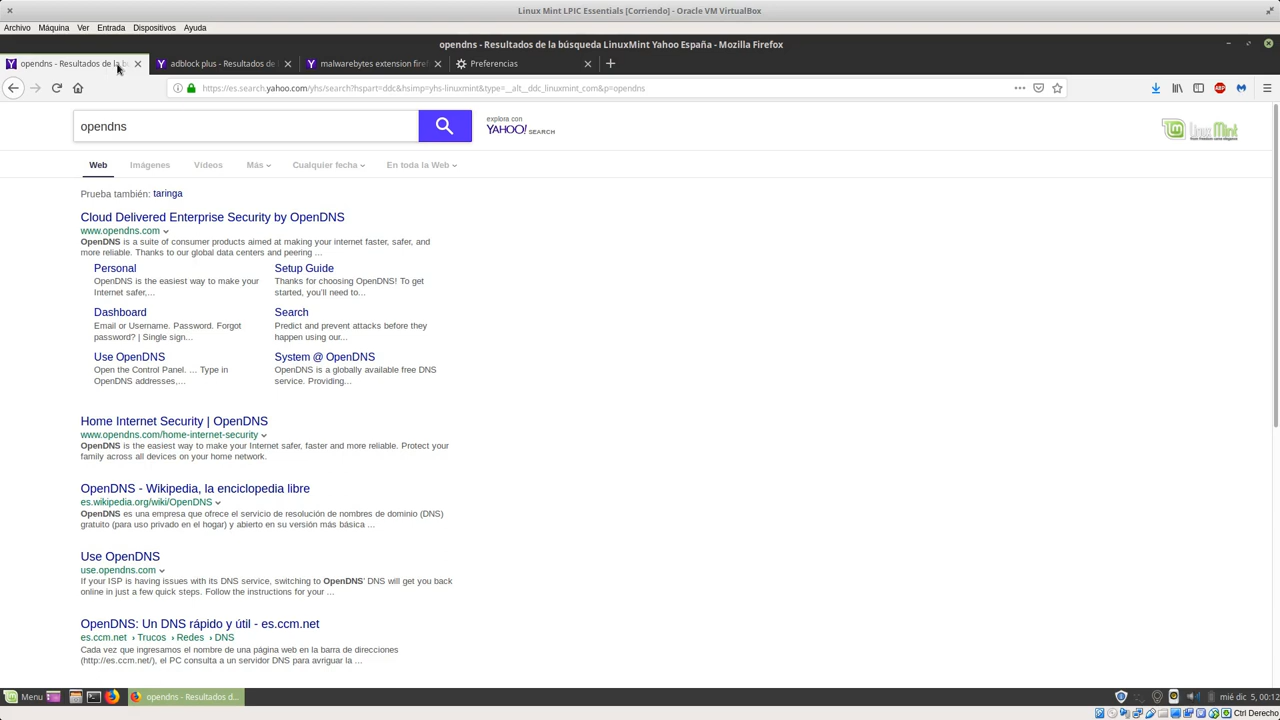 Linux Mint LPIC Essentials [Corriendo] - Oracle VM VirtualBox
Archivo Máquina Ver Entrada Dispositivos Ayuda
opendns - Resultados de la búsqueda LinuxMint Yahoo España - Mozilla Firefox
opendns - Resultados de la b
adblock plus - Resultados de
malwarebytes extension fire
Preferencias
https://es.search.yahoo.com/yhs/search?hspart=ddc&hsimp=yhs-linuxmint&type=__alt__ddc_linuxmint_com&p=opendns
opendns
explora con
YAHOO! SEARCH
Linux Mint
Web Imágenes Vídeos Más Cualquier fecha En toda la Web
Prueba también: taringa
Cloud Delivered Enterprise Security by OpenDNS
www.opendns.com
OpenDNS is a suite of consumer products aimed at making your internet faster, safer, and
more reliable. Thanks to our global data centers and peering ...
Personal
OpenDNS is the easiest way to make your
Internet safer,...
Setup Guide
Thanks for choosing OpenDNS! To get
started, you'll need to...
Dashboard
Email or Username. Password. Forgot
password? | Single sign...
Search
Predict and prevent attacks before they
happen using our...
Use OpenDNS
Open the Control Panel. ... Type in
OpenDNS addresses,...
System @ OpenDNS
OpenDNS is a globally available free DNS
service. Providing...
Home Internet Security | OpenDNS
www.opendns.com/home-internet-security
OpenDNS is the easiest way to make your Internet safer, faster and more reliable. Protect your
family across all devices on your home network.
OpenDNS - Wikipedia, la enciclopedia libre
es.wikipedia.org/wiki/OpenDNS
OpenDNS es una empresa que ofrece el servicio de resolución de nombres de dominio (DNS)
gratuito (para uso privado en el hogar) y abierto en su versión más básica ...
Use OpenDNS
use.opendns.com
If your ISP is having issues with its DNS service, switching to OpenDNS' DNS will get you back
online in just a few quick steps. Follow the instructions for your ...
OpenDNS: Un DNS rápido y útil - es.ccm.net
es.ccm.net › Trucos › Redes › DNS
Cada vez que ingresamos el nombre de una página web en la barra de direcciones
(http://es.ccm.net/), el PC consulta a un servidor DNS para averiguar la ...
Menu
opendns - Resultados d...
mié dic 5, 00:12
Ctrl Derecho